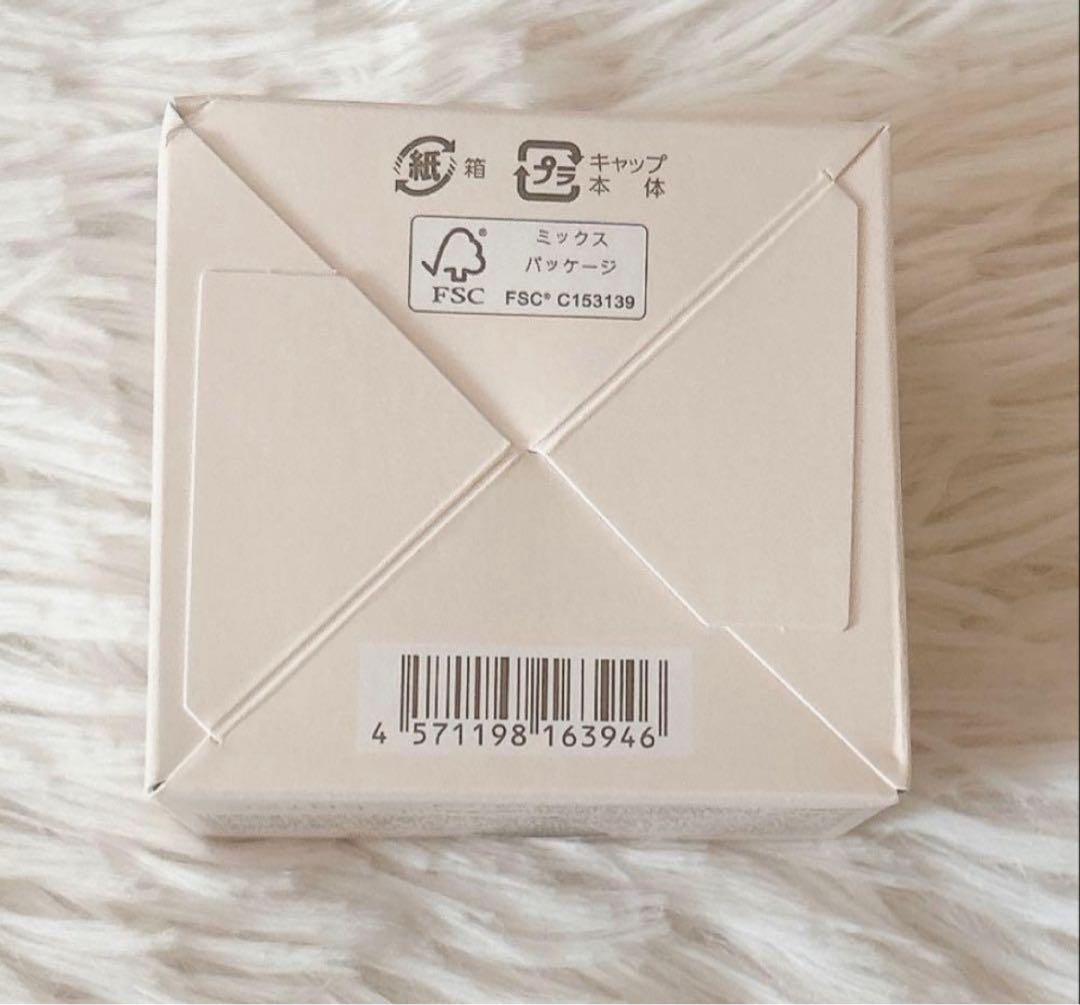 紙 箱
プラ キャップ
本体
ミックス
パッケージ
FSC® FSC® C153139
4 571198 163946